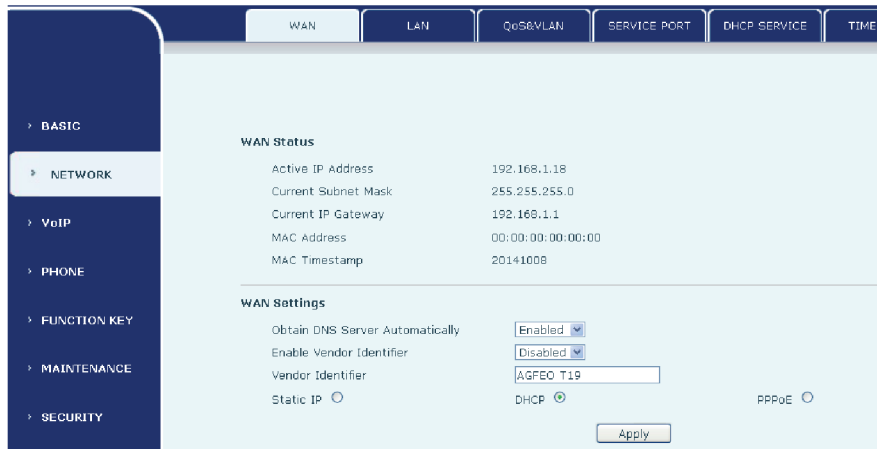 WAN LAN QoS&VLAN SERVICE PORT DHCP SERVICE TIME
BASIC
NETWORK
VoIP
PHONE
FUNCTION KEY
MAINTENANCE
SECURITY
WAN Status
Active IP Address 192.168.1.18
Current Subnet Mask 255.255.255.0
Current IP Gateway 192.168.1.1
MAC Address 00:00:00:00:00:00
MAC Timestamp 20141008
WAN Settings
Obtain DNS Server Automatically Enabled
Enable Vendor Identifier Disabled
Vendor Identifier AGFEO T19
Static IP DHCP PPPoE
Apply